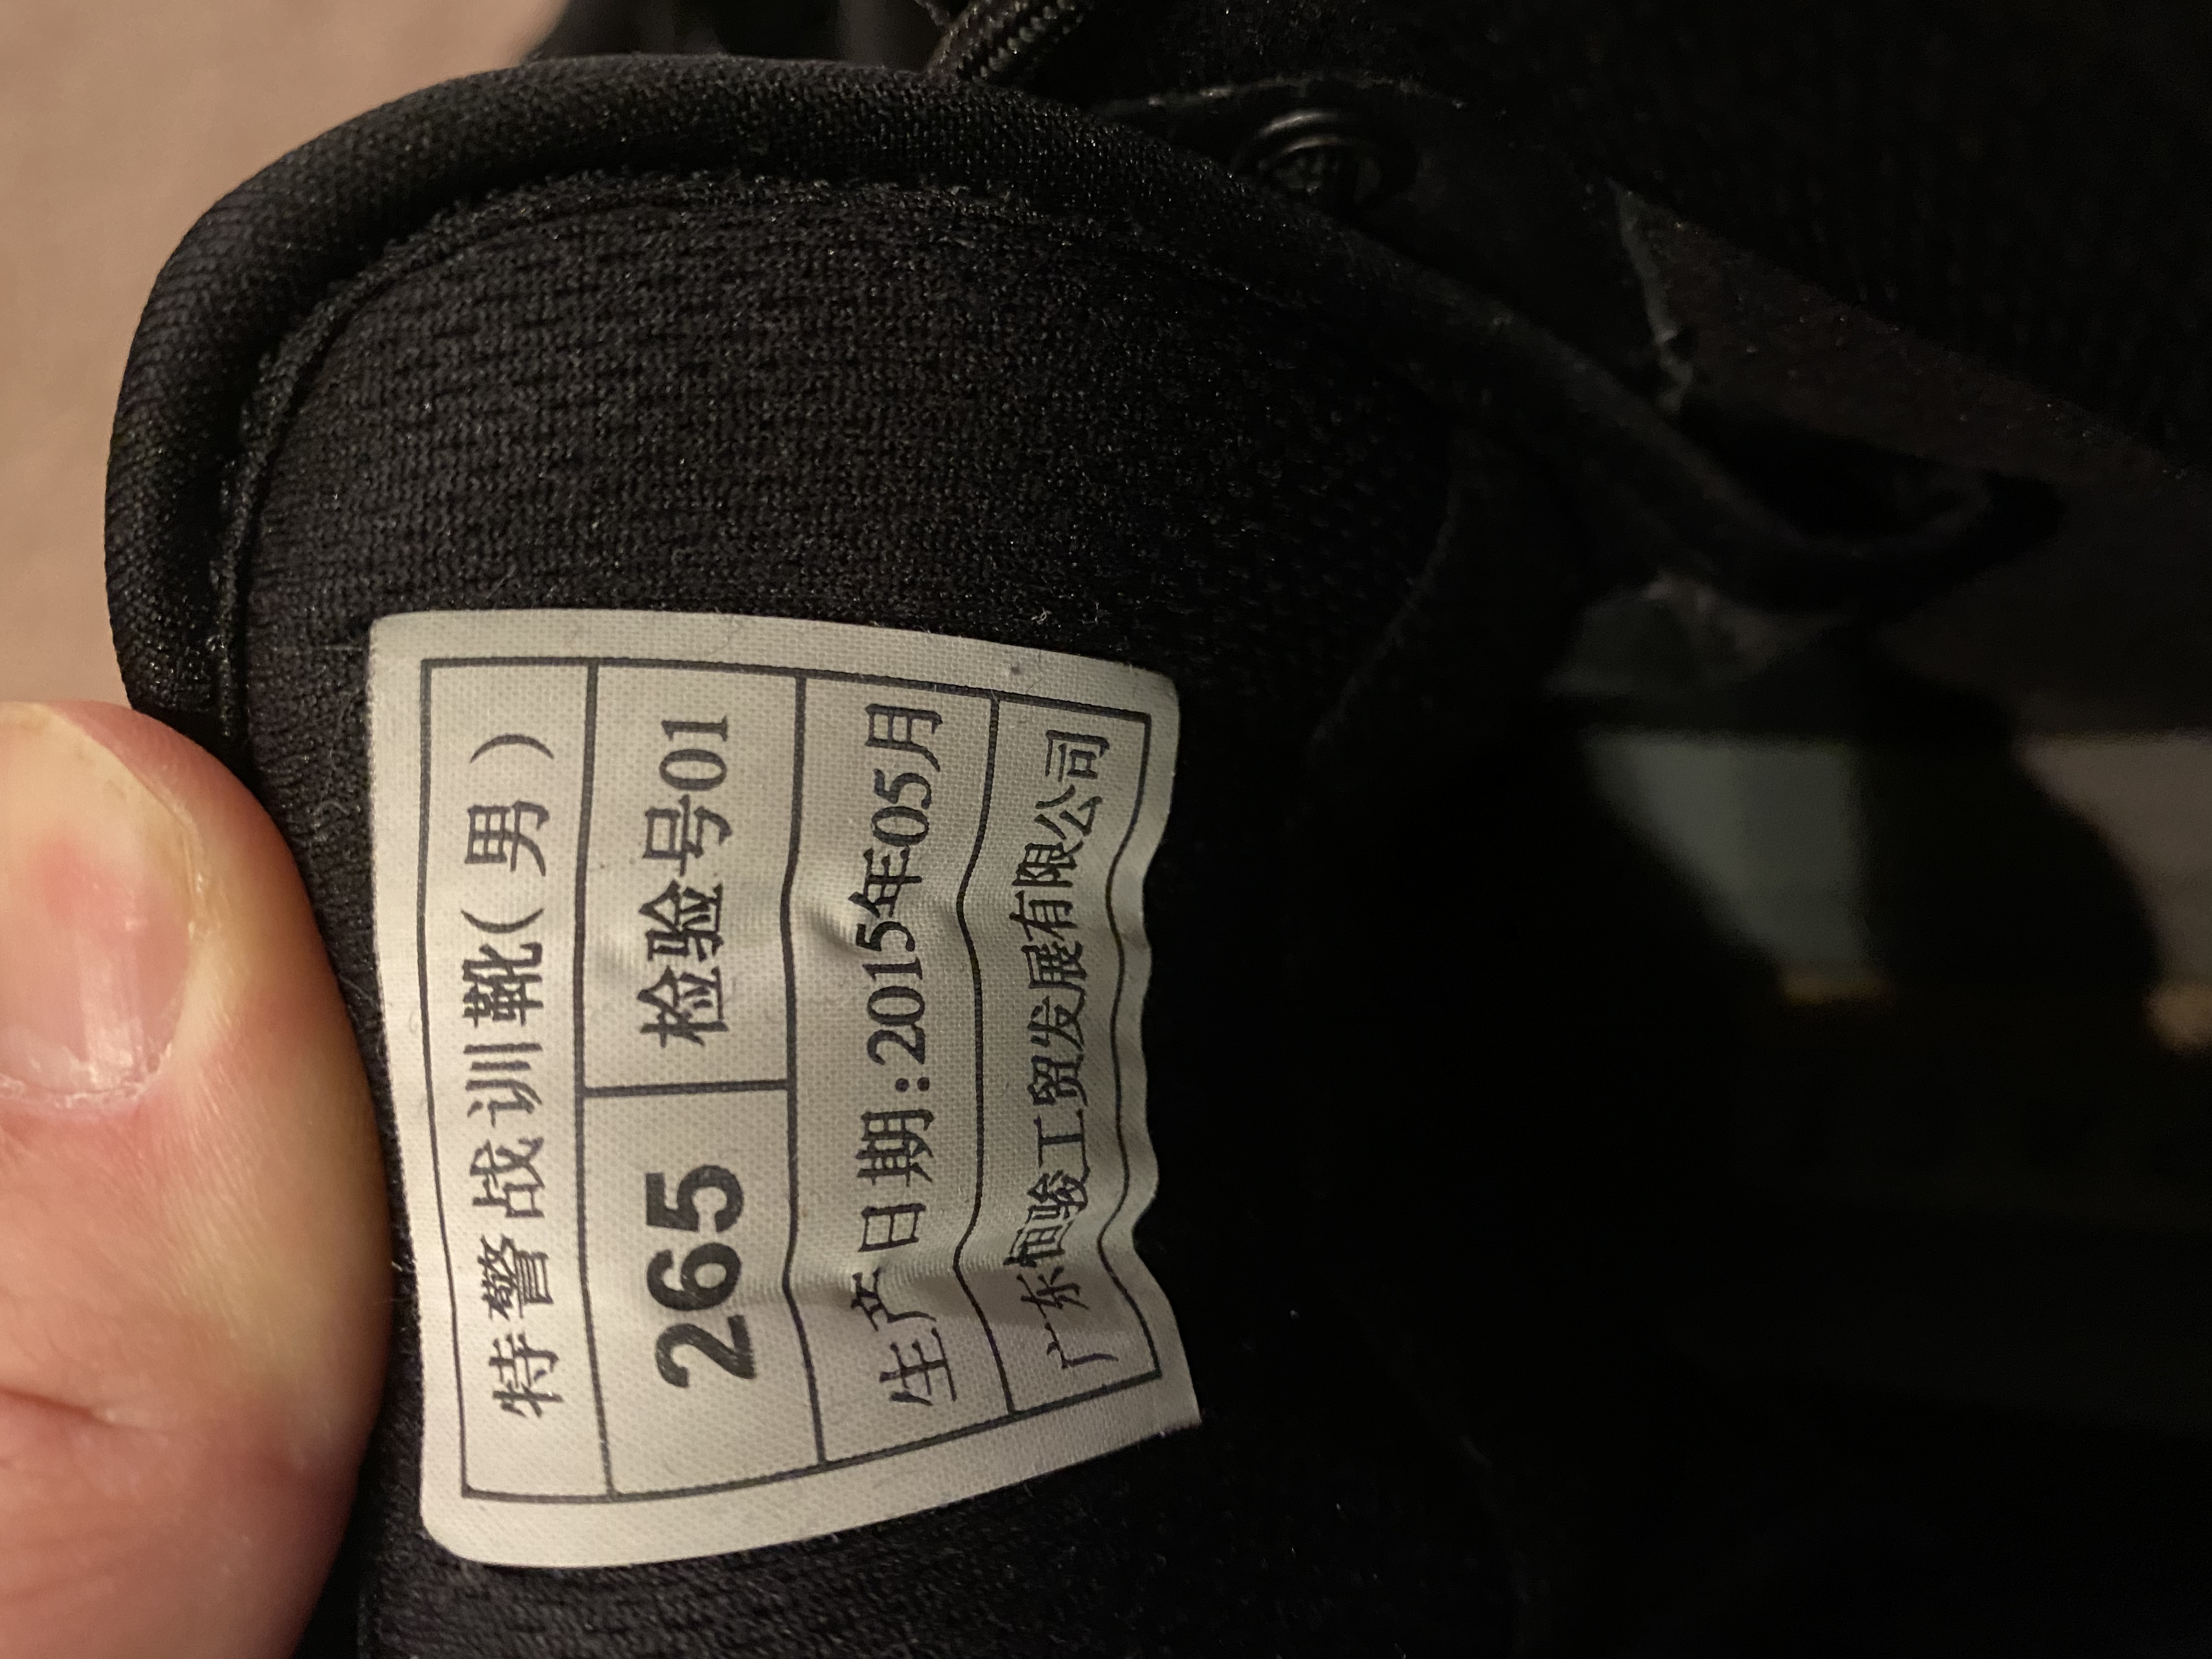 特警战训靴(男)
265 检验号01
生产日期:2015年05月
广东恒骏工贸发展有限公司